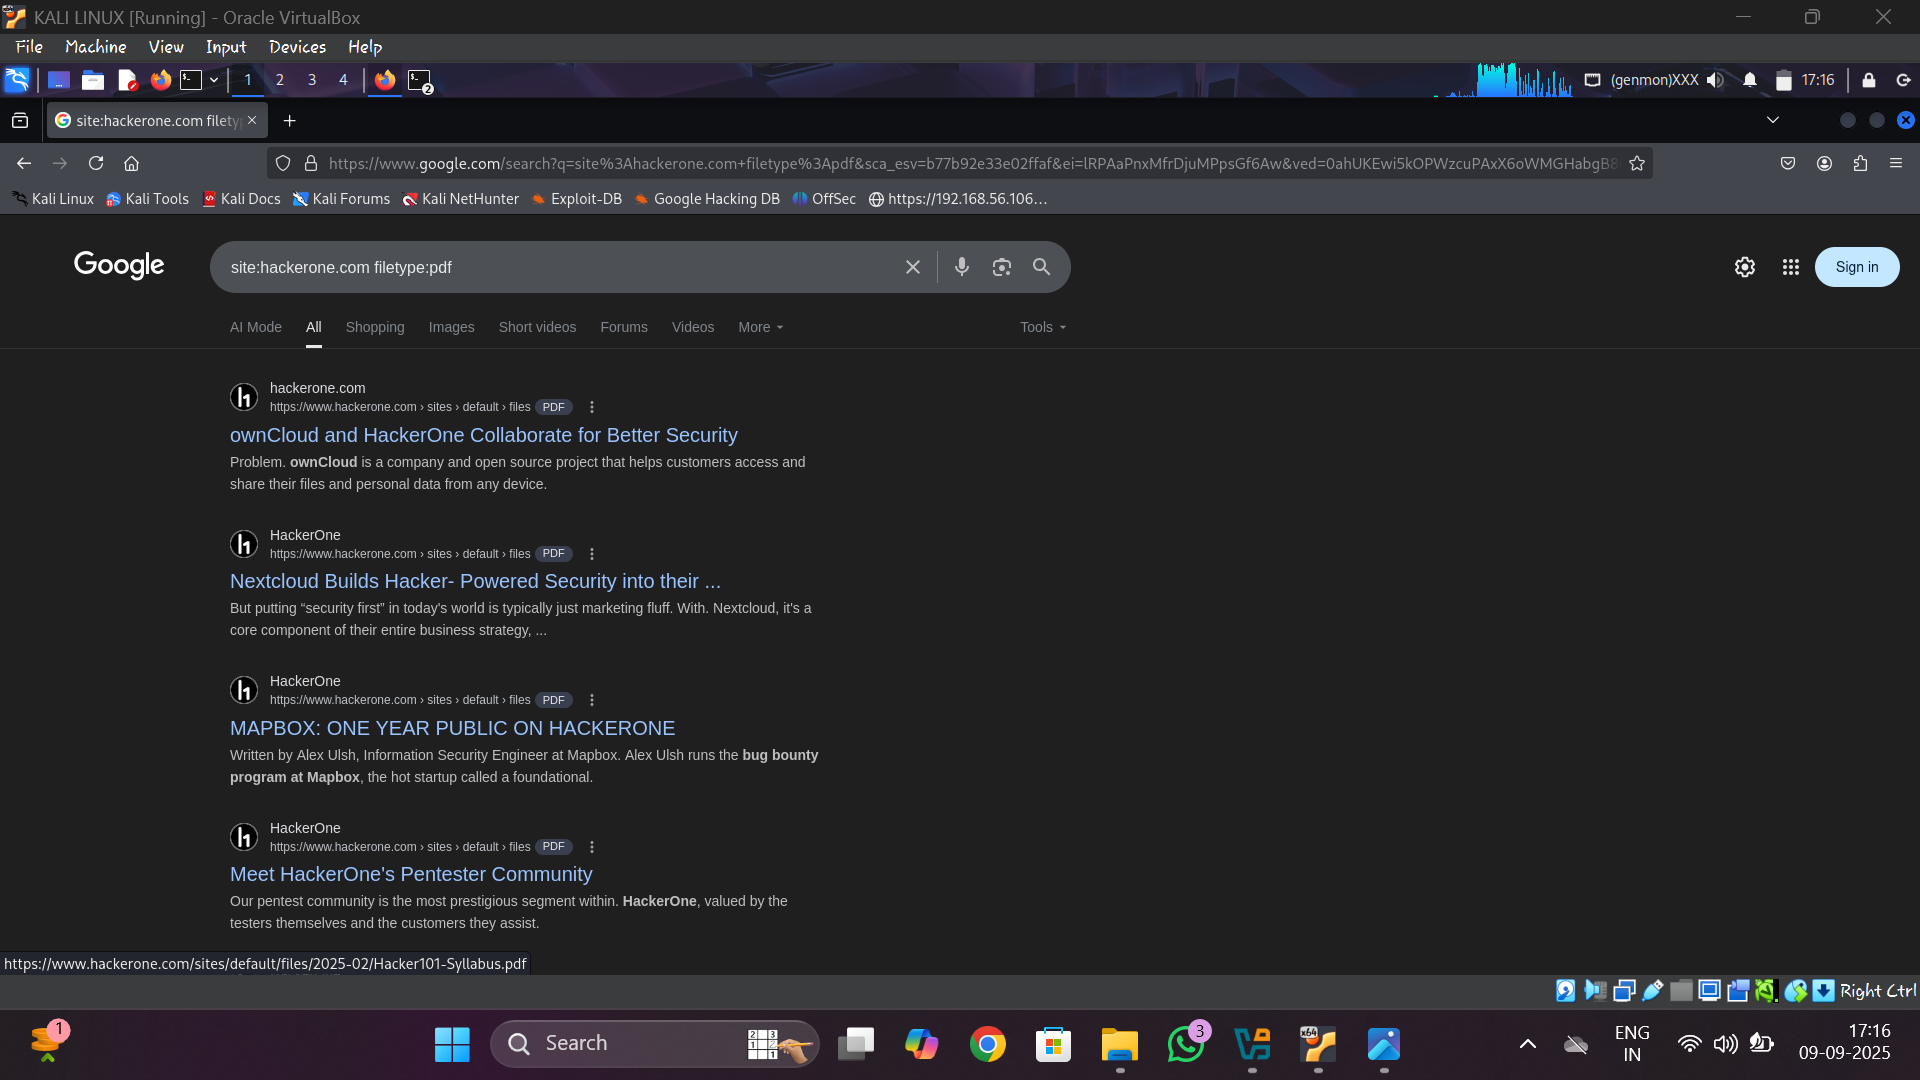 KALI LINUX [Running] - Oracle VirtualBox
File Machine View Input Devices Help
1 2 3 4 2 (genmon)XXX 17:16
site:hackerone.com filety
https://www.google.com/search?q=site%3Ahackerone.com+filetype%3Apdf&sca_esv=b77b92e33e02ffaf&ei=lRPAaPnxMfrDjuMPpsGf6Aw&ved=0ahUKEwi5kOPWzcuPAxX6oWMGHabgB8
Kali Linux Kali Tools Kali Docs Kali Forums Kali NetHunter Exploit-DB Google Hacking DB OffSec https://192.168.56.106…
Google site:hackerone.com filetype:pdf Sign in
AI Mode All Shopping Images Short videos Forums Videos More Tools
hackerone.com
https://www.hackerone.com › sites › default › files PDF
ownCloud and HackerOne Collaborate for Better Security
Problem. ownCloud is a company and open source project that helps customers access and
share their files and personal data from any device.
HackerOne
https://www.hackerone.com › sites › default › files PDF
Nextcloud Builds Hacker- Powered Security into their ...
But putting “security first” in today's world is typically just marketing fluff. With. Nextcloud, it's a
core component of their entire business strategy, ...
HackerOne
https://www.hackerone.com › sites › default › files PDF
MAPBOX: ONE YEAR PUBLIC ON HACKERONE
Written by Alex Ulsh, Information Security Engineer at Mapbox. Alex Ulsh runs the bug bounty
program at Mapbox, the hot startup called a foundational.
HackerOne
https://www.hackerone.com › sites › default › files PDF
Meet HackerOne's Pentester Community
Our pentest community is the most prestigious segment within. HackerOne, valued by the
testers themselves and the customers they assist.
https://www.hackerone.com/sites/default/files/2025-02/Hacker101-Syllabus.pdf
Right Ctrl
1 Search 3 x64 ENG 17:16
IN 09-09-2025